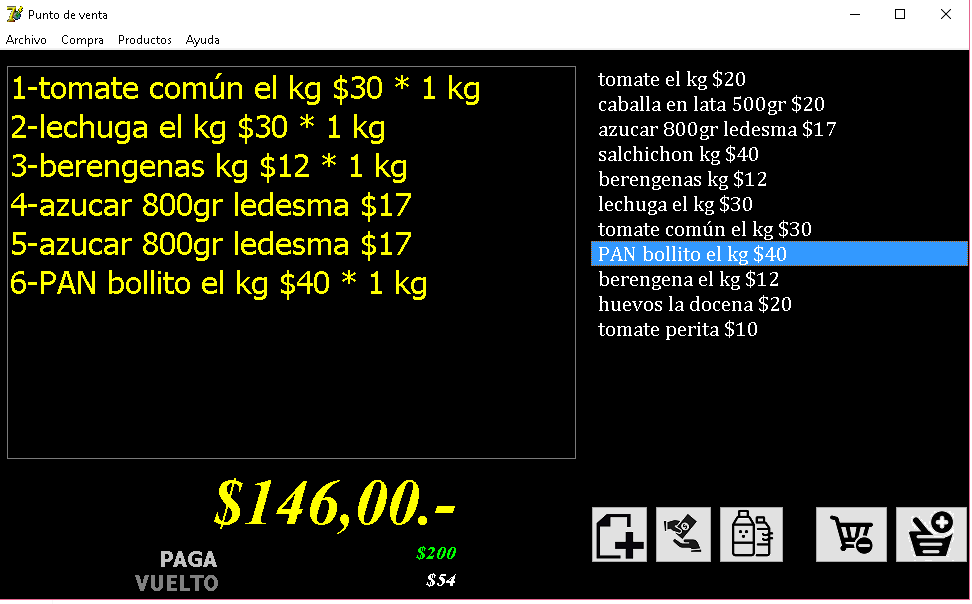 Punto de venta
Archivo Compra Productos Ayuda
1-tomate común el kg $30 * 1 kg
2-lechuga el kg $30 * 1 kg
3-berengenas kg $12 * 1 kg
4-azucar 800gr ledesma $17
5-azucar 800gr ledesma $17
6-PAN bollito el kg $40 * 1 kg
tomate el kg $20
caballa en lata 500gr $20
azucar 800gr ledesma $17
salchichon kg $40
berengenas kg $12
lechuga el kg $30
tomate común el kg $30
PAN bollito el kg $40
berengena el kg $12
huevos la docena $20
tomate perita $10
$146,00.-
PAGA $200
VUELTO $54